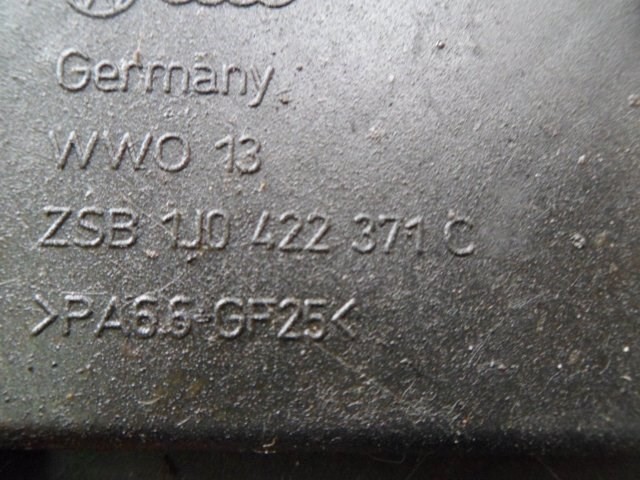 Germany
WWO 13
ZSB 1J0 422 371 C
>PA6.6-GF25<